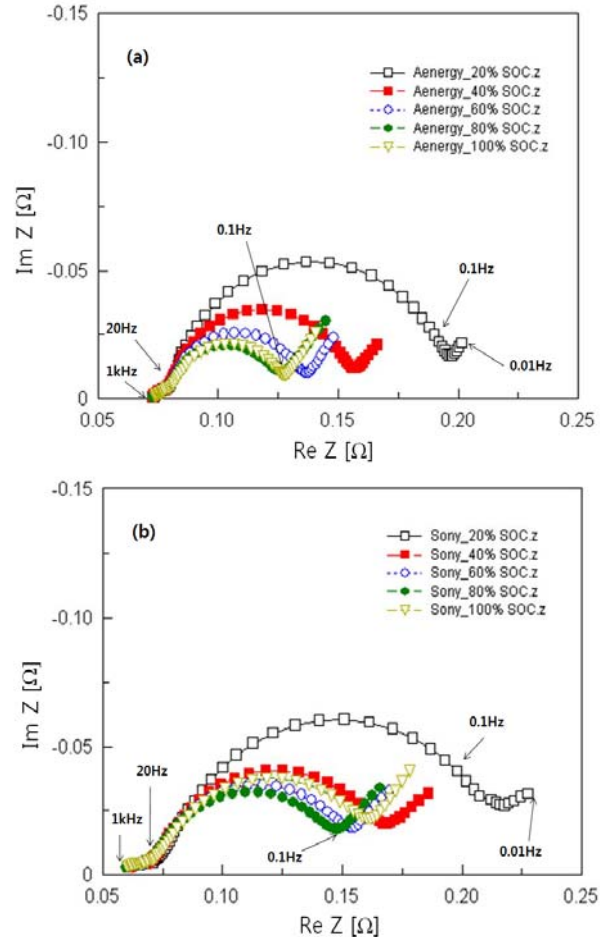 -0.15
(a)
Aenergy_20% SOC.z
Aenergy_40% SOC.z
Aenergy_60% SOC.z
Aenergy_80% SOC.z
Aenergy_100% SOC.z
-0.10
Im Z [Ω]
0.1Hz
0.1Hz
-0.05
20Hz
1kHz
0.01Hz
0
0.05 0.10 0.15 0.20 0.25
Re Z [Ω]
-0.15
(b)
Sony_20% SOC.z
Sony_40% SOC.z
Sony_60% SOC.z
Sony_80% SOC.z
Sony_100% SOC.z
-0.10
Im Z [Ω]
0.1Hz
-0.05
20Hz
1kHz
0.1Hz
0.01Hz
0
0.05 0.10 0.15 0.20 0.25
Re Z [Ω]